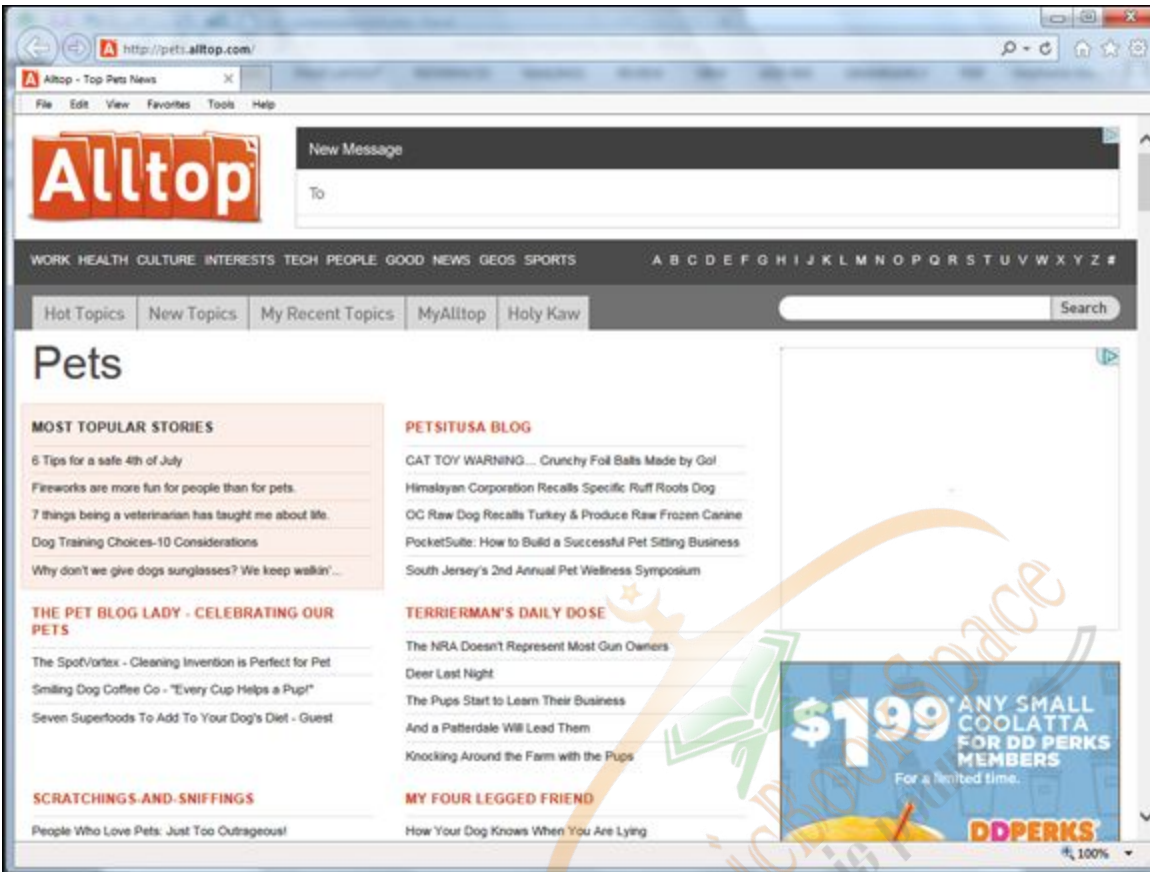 http://pets.alltop.com/
Alltop - Top Pets News
File Edit View Favorites Tools Help
Alltop
New Message
To
WORK HEALTH CULTURE INTERESTS TECH PEOPLE GOOD NEWS GEOS SPORTS
A B C D E F G H I J K L M N O P Q R S T U V W X Y Z #
Hot Topics New Topics My Recent Topics MyAlltop Holy Kaw
Search
Pets
MOST TOPULAR STORIES
6 Tips for a safe 4th of July
Fireworks are more fun for people than for pets.
7 things being a veterinarian has taught me about life.
Dog Training Choices-10 Considerations
Why don't we give dogs sunglasses? We keep walkin'...
PETSITUSA BLOG
CAT TOY WARNING... Crunchy Foil Balls Made by Go!
Himalayan Corporation Recalls Specific Ruff Roots Dog
OC Raw Dog Recalls Turkey & Produce Raw Frozen Canine
PocketSuite: How to Build a Successful Pet Sitting Business
South Jersey's 2nd Annual Pet Wellness Symposium
THE PET BLOG LADY - CELEBRATING OUR
PETS
The SpotVortex - Cleaning Invention is Perfect for Pet
Smiling Dog Coffee Co - "Every Cup Helps a Pup!"
Seven Superfoods To Add To Your Dog's Diet - Guest
TERRIERMAN'S DAILY DOSE
The NRA Doesn't Represent Most Gun Owners
Deer Last Night
The Pups Start to Learn Their Business
And a Patterdale Will Lead Them
Knocking Around the Farm with the Pups
SCRATCHINGS-AND-SNIFFINGS
People Who Love Pets: Just Too Outrageous!
MY FOUR LEGGED FRIEND
How Your Dog Knows When You Are Lying
$1.99* ANY SMALL
COOLATTA
FOR DD PERKS
MEMBERS
For a limited time.
DDPERKS
100%